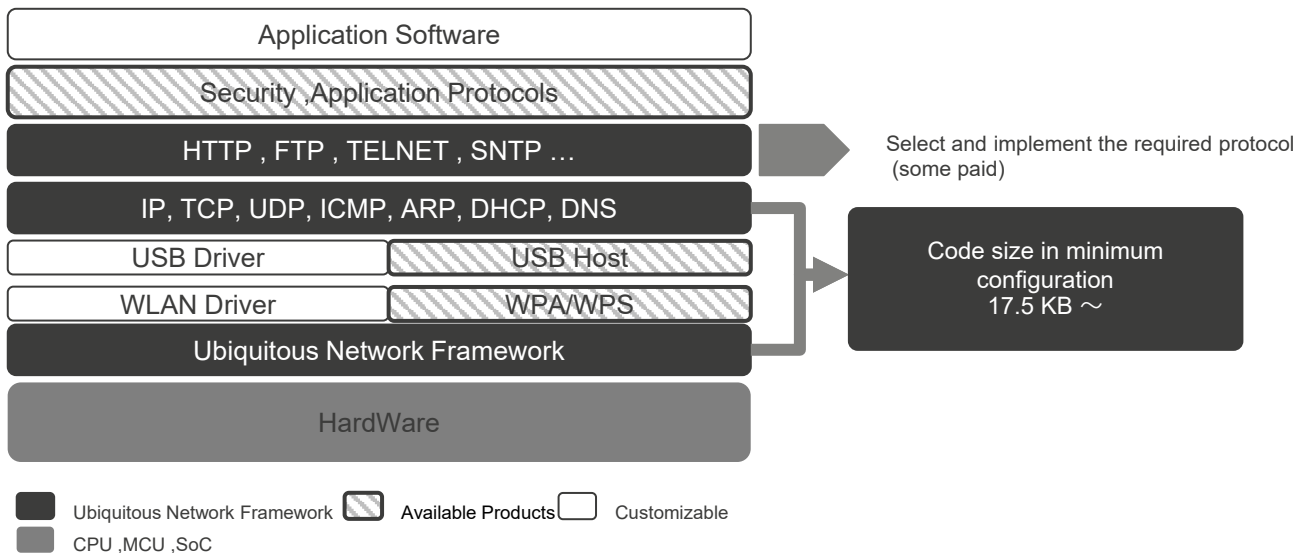 Application Software
Security ,Application Protocols
HTTP , FTP , TELNET , SNTP …
Select and implement the required protocol
(some paid)
IP, TCP, UDP, ICMP, ARP, DHCP, DNS
USB Driver
USB Host
WLAN Driver
WPA/WPS
Ubiquitous Network Framework
Code size in minimum
configuration
17.5 KB ～
HardWare
Ubiquitous Network Framework
Available Products
Customizable
CPU ,MCU ,SoC